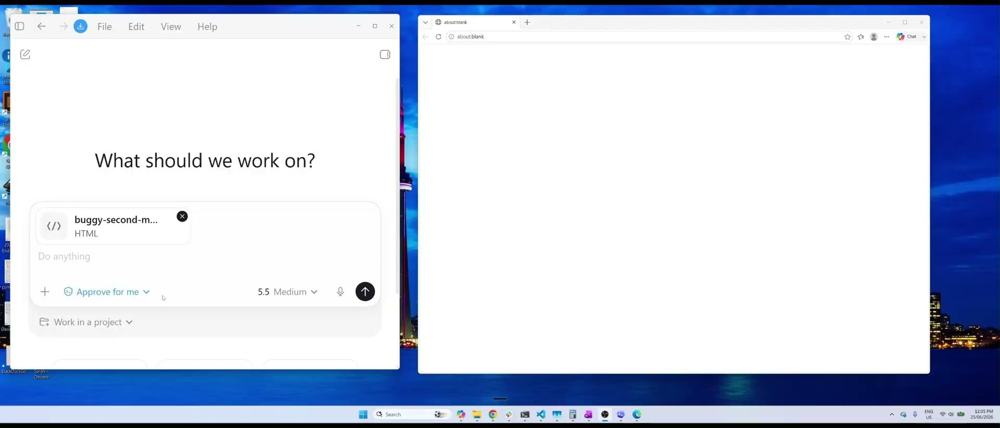 File Edit View Help
What should we work on?
buggy-second-m...
HTML
Do anything
Approve for me
5.5 Medium
Work in a project
about:blank
about:blank
Chat
DuckDuckGo
Sarah -
Chrome
Search
ENG
US
12:05 PM
25/06/2026